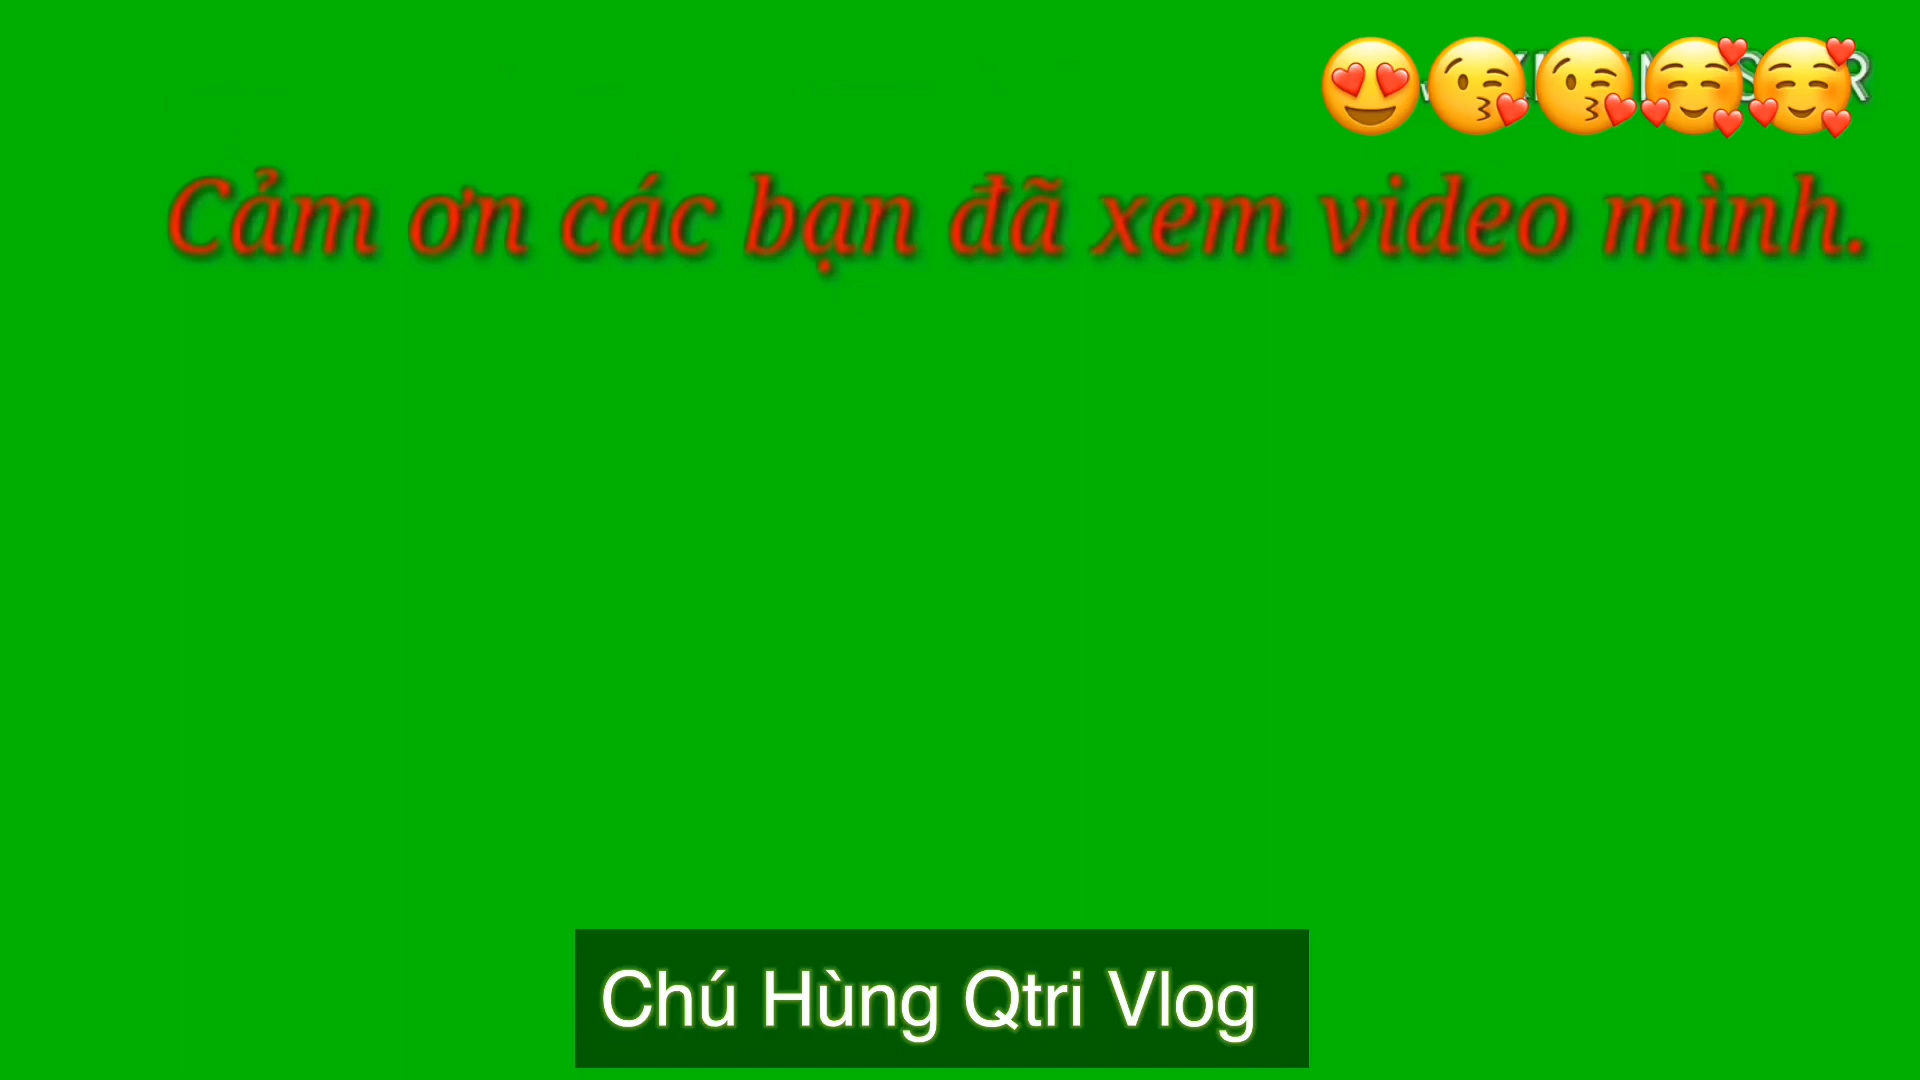 Cảm ơn các bạn đã xem video mình.
Chú Hùng Qtri Vlog